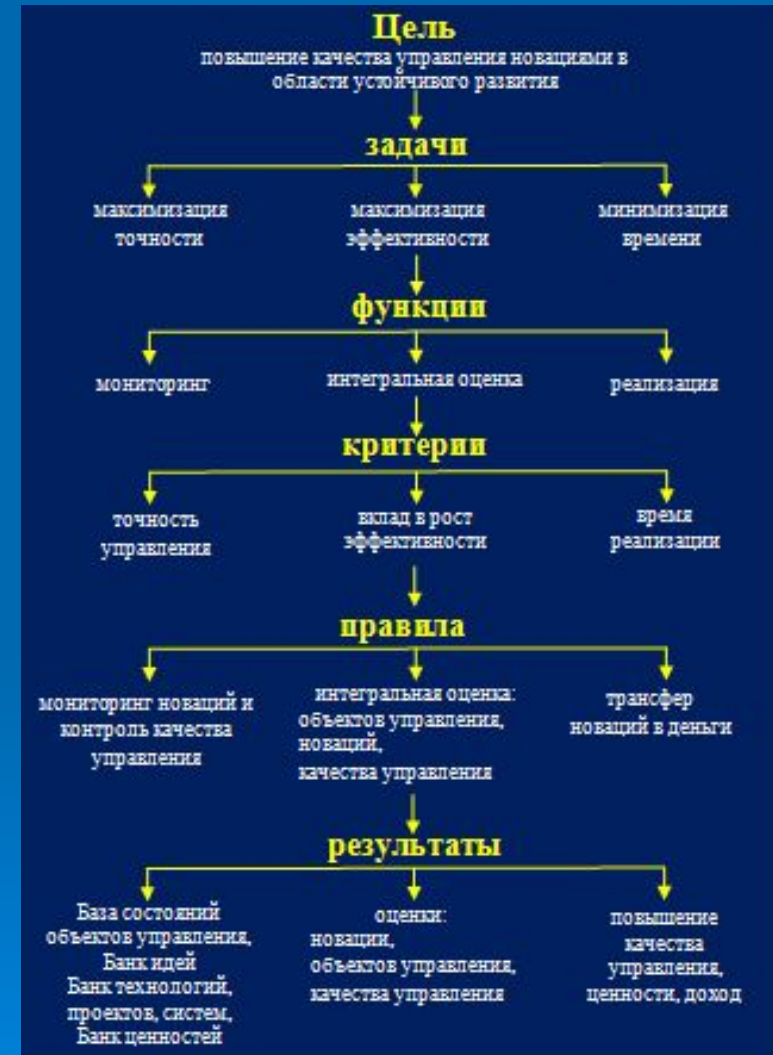 Цель
повышение качества управления новациями в
области устойчивого развития
задачи
максимизация
точности
максимизация
эффективности
минимизация
времени
функции
мониторинг
интегральная оценка
реализация
критерии
точность
управления
вклад в рост
эффективности
время
реализации
правила
мониторинг новаций и
контроль качества
управления
интегральная оценка:
объектов управления,
новаций,
качества управления
трансфер
новаций в деньги
результаты
База состояний
объектов управления,
Банк идей
Банк технологий,
проектов, систем,
Банк ценностей
оценки:
новации,
объектов управления,
качества управления
повышение
качества
управления,
ценности, доход